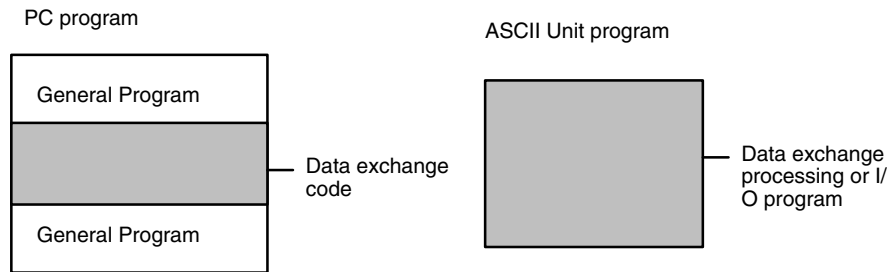 PC program
General Program
Data exchange
code
General Program
ASCII Unit program
Data exchange
processing or I/
O program